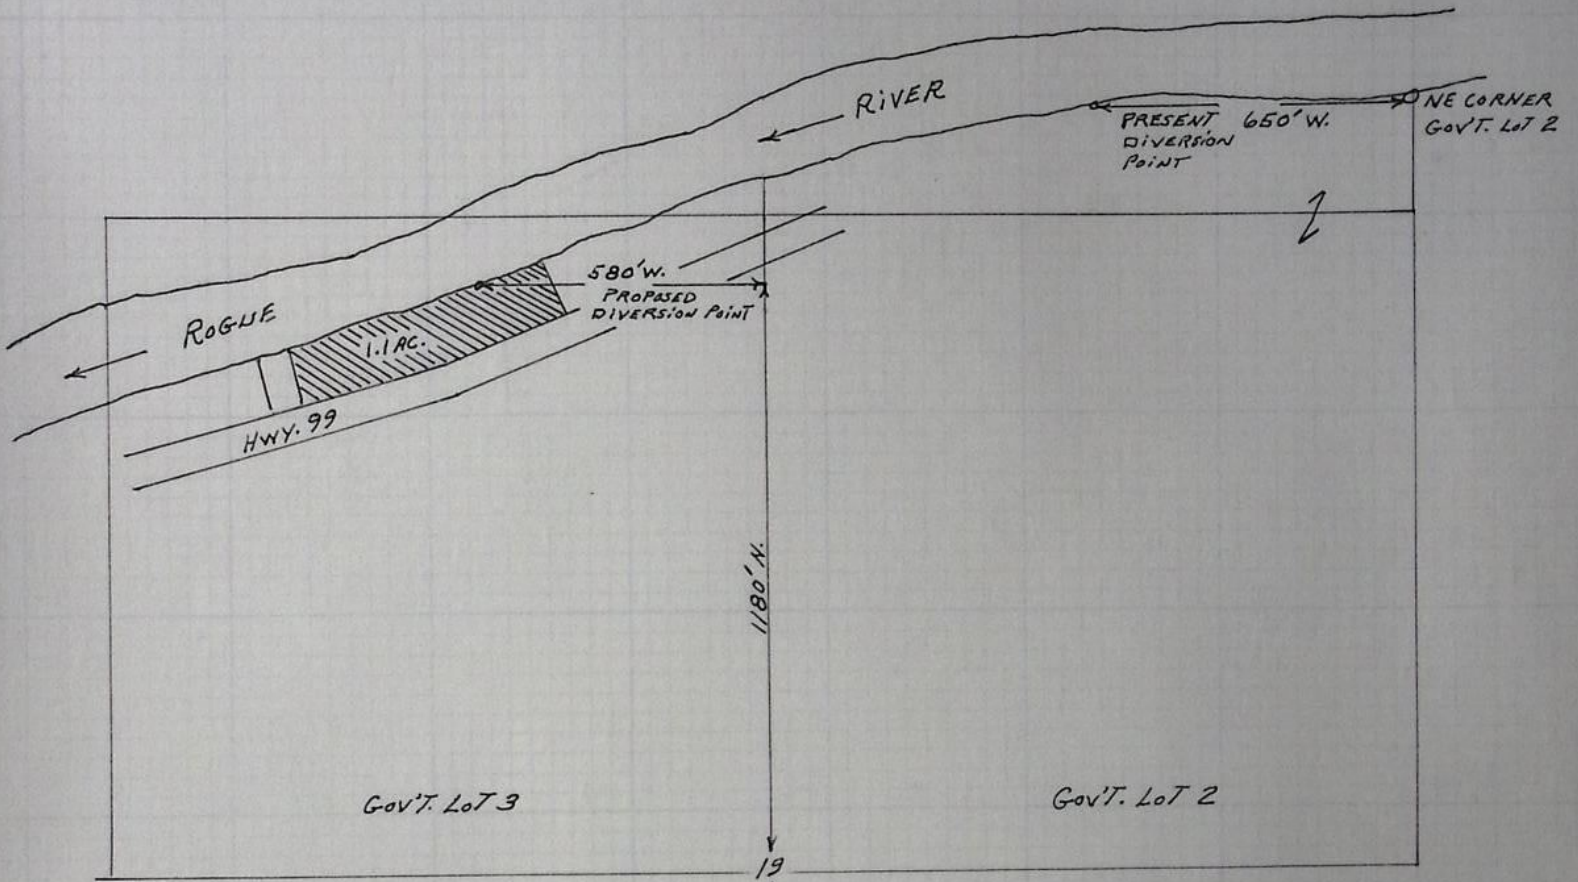 RiVER
NE CORNER
GOV'T. LOT 2
PRESENT 650' W.
DIVERSION
POINT
580' W.
PROPOSED
DIVERSION POINT
ROGUE
1.1 AC.
HWY. 99
1180' N.
GOV'T. LOT 3
GOV'T. LOT 2
19